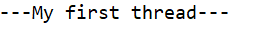 ---My first thread---